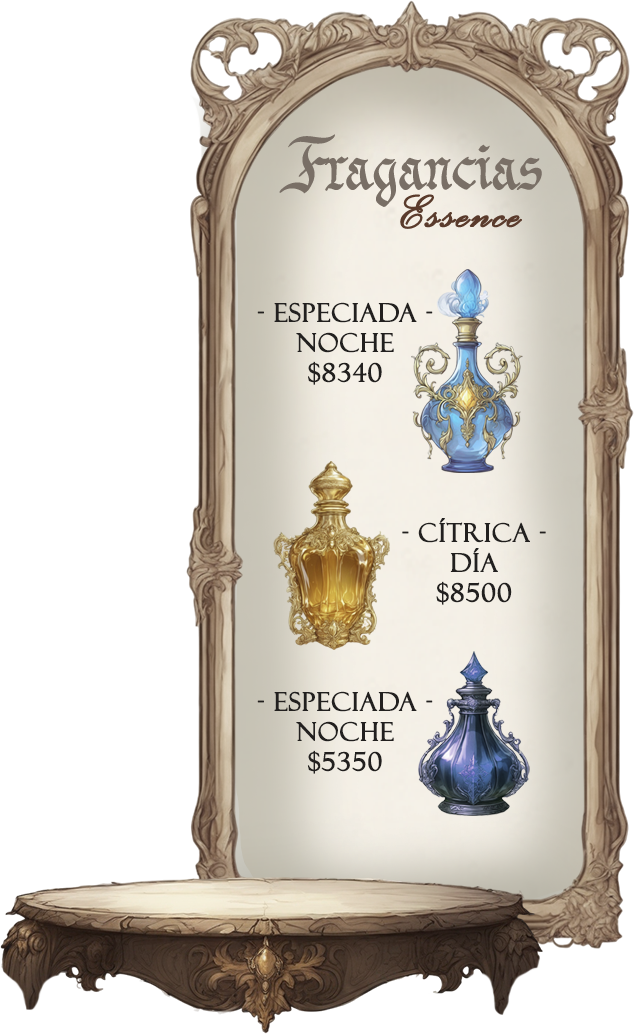 Fragancias
Essence
- ESPECIADA -
NOCHE
$8340
- CÍTRICA -
DÍA
$8500
- ESPECIADA -
NOCHE
$5350